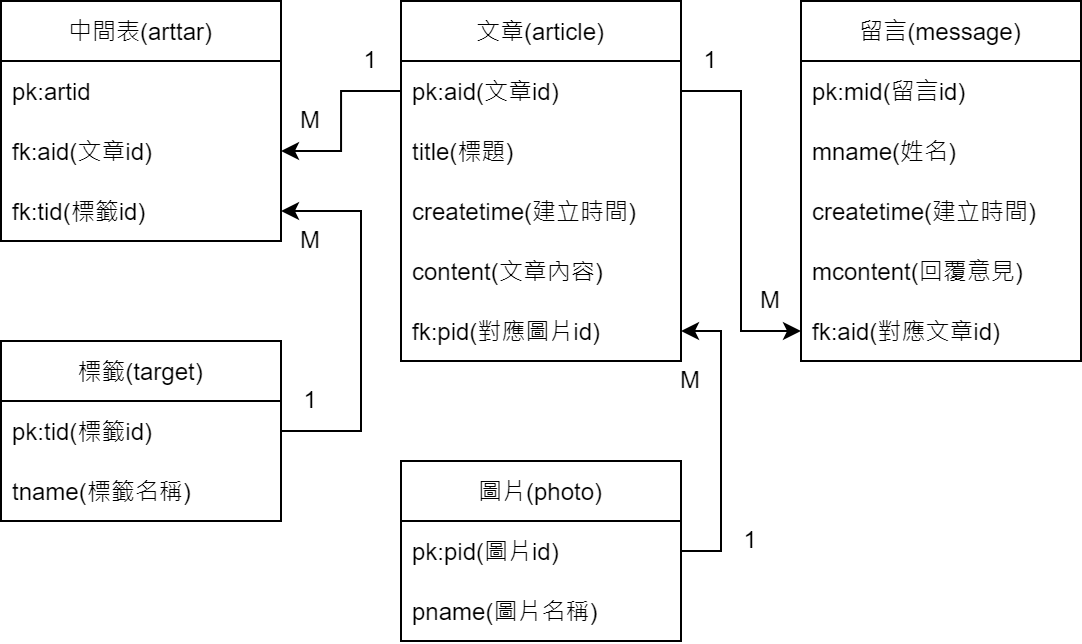 中間表(arttar)
pk:artid
fk:aid(文章id)
fk:tid(標籤id)
1
M
M
文章(article)
pk:aid(文章id)
title(標題)
createtime(建立時間)
content(文章內容)
fk:pid(對應圖片id)
1
M
M
留言(message)
pk:mid(留言id)
mname(姓名)
createtime(建立時間)
mcontent(回覆意見)
fk:aid(對應文章id)
標籤(target)
pk:tid(標籤id)
tname(標籤名稱)
1
圖片(photo)
pk:pid(圖片id)
pname(圖片名稱)
1